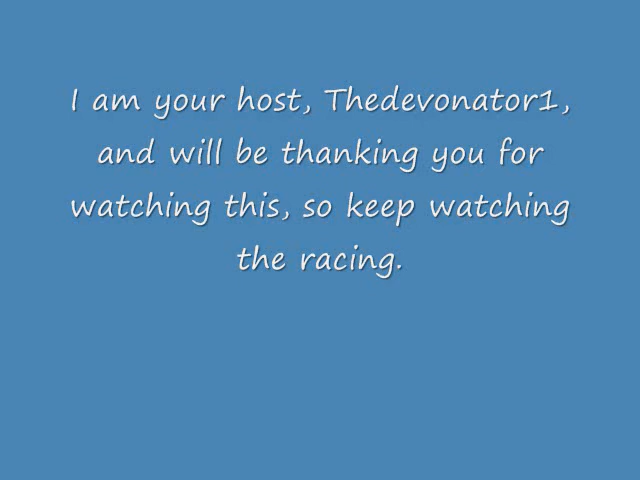 I am your host, Thedevonator1,
and will be thanking you for
watching this, so keep watching
the racing.